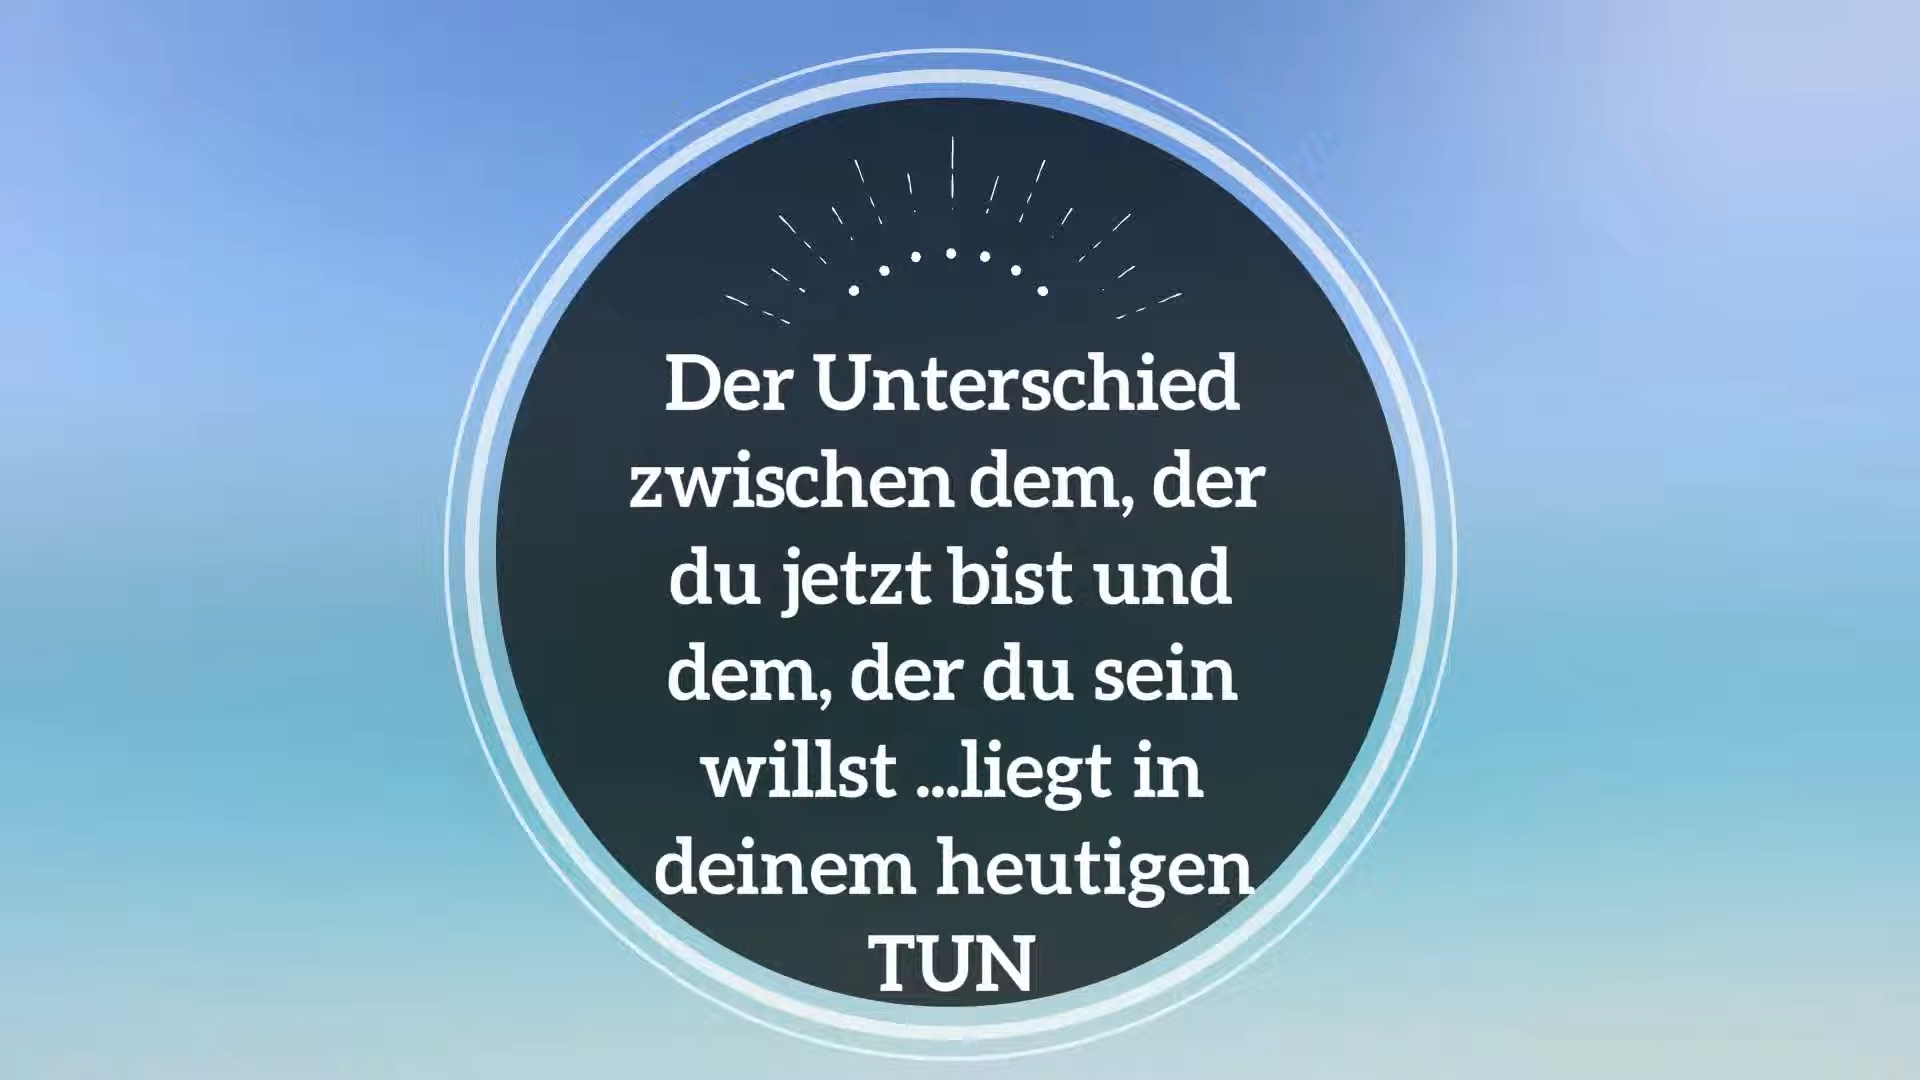 Der Unterschied
zwischen dem, der
du jetzt bist und
dem, der du sein
willst ...liegt in
deinem heutigen
TUN